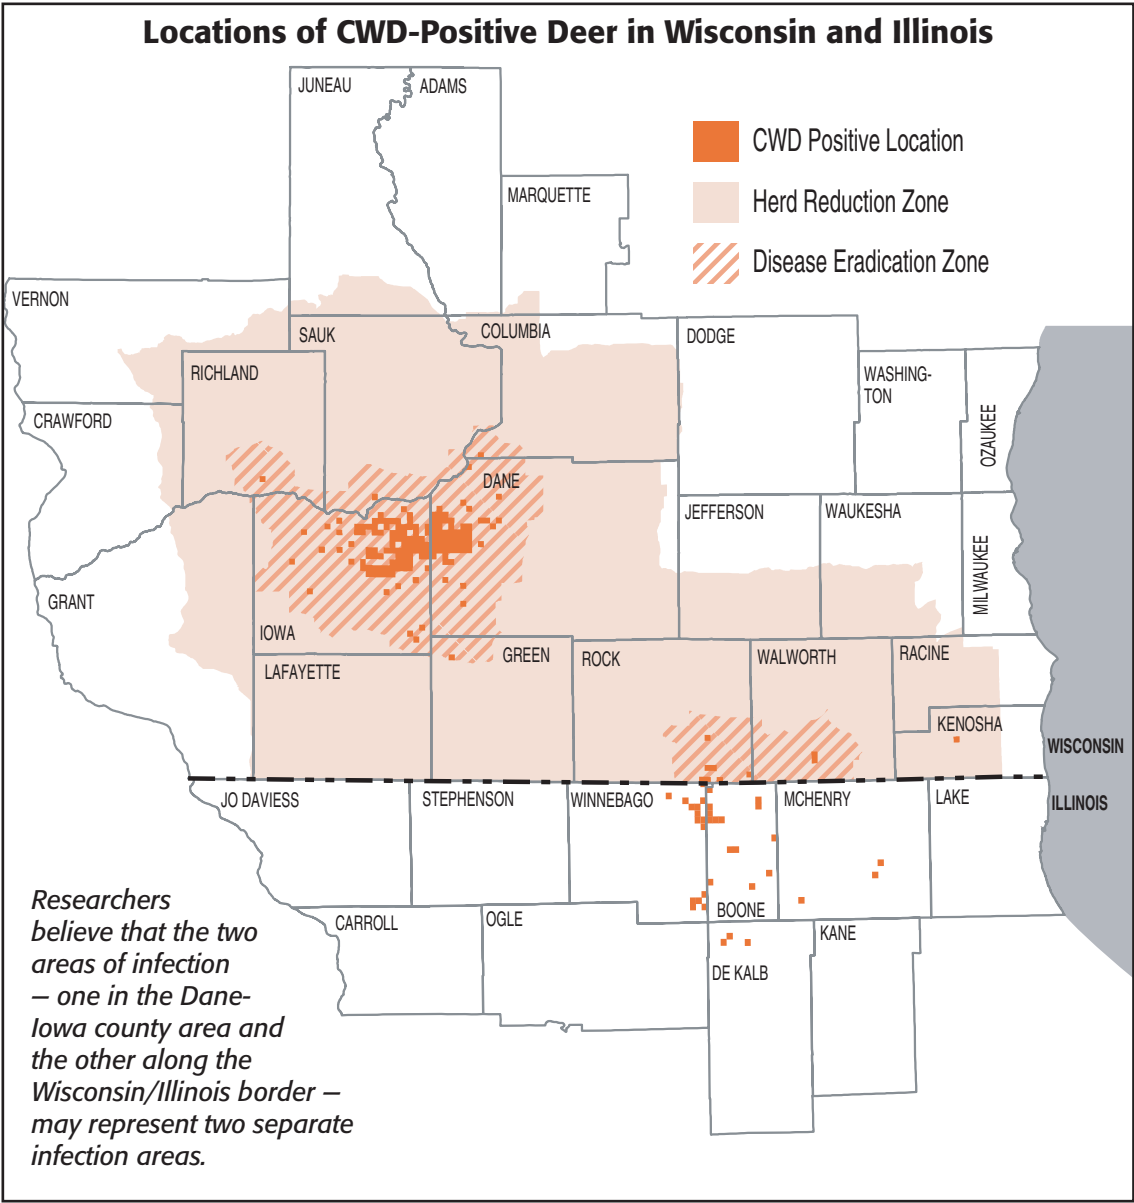 Locations of CWD-Positive Deer in Wisconsin and Illinois
JUNEAU
ADAMS
CWD Positive Location
MARQUETTE
Herd Reduction Zone
Disease Eradication Zone
VERNON
SAUK
COLUMBIA
DODGE
RICHLAND
WASHING-
TON
CRAWFORD
OZAUKEE
DANE
JEFFERSON
WAUKESHA
MILWAUKEE
GRANT
IOWA
GREEN
ROCK
WALWORTH
RACINE
LAFAYETTE
KENOSHA
WISCONSIN
JO DAVIESS
STEPHENSON
WINNEBAGO
MCHENRY
LAKE
ILLINOIS
BOONE
CARROLL
OGLE
KANE
DE KALB
Researchers
believe that the two
areas of infection
– one in the Dane-
Iowa county area and
the other along the
Wisconsin/Illinois border –
may represent two separate
infection areas.